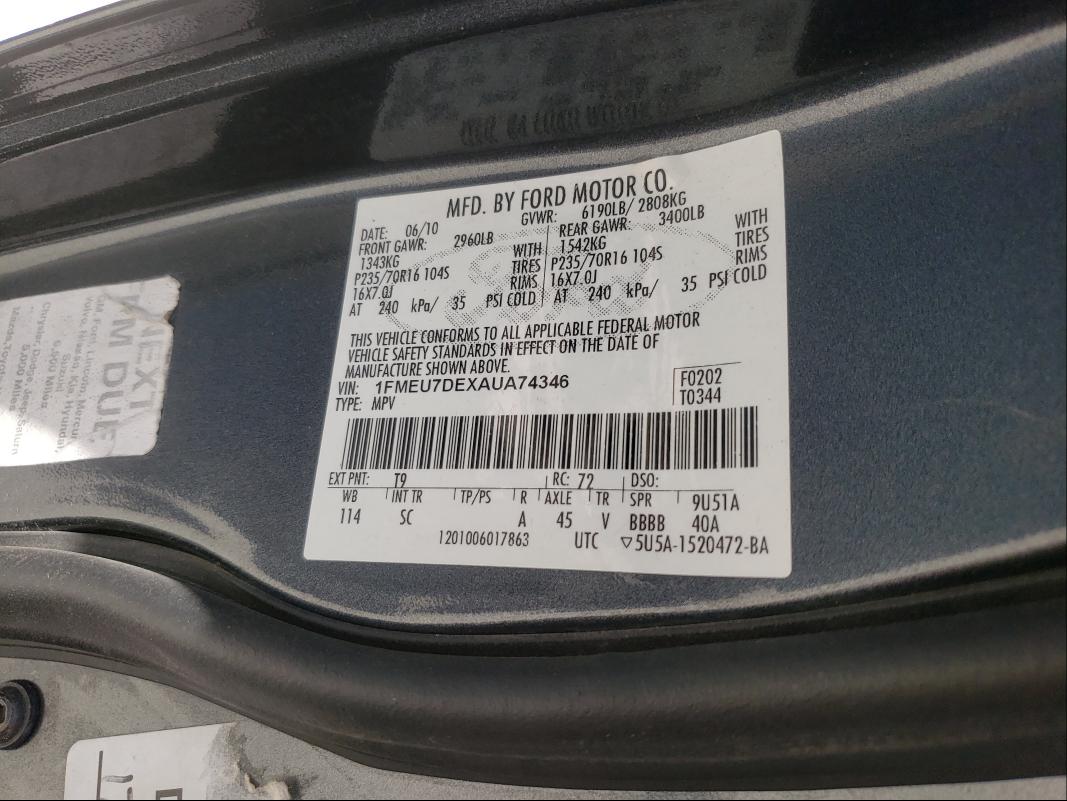 MFD. BY FORD MOTOR CO.
DATE: 06/10 GVWR: 6190LB/ 2808KG
FRONT GAWR: 2960LB REAR GAWR: 3400LB
1343KG WITH 1542KG WITH
P235/70R16 104S TIRES P235/70R16 104S TIRES
16X7.0J RIMS 16X7.0J RIMS
AT 240 kPa/ 35 PSI COLD AT 240 kPa/ 35 PSI COLD
THIS VEHICLE CONFORMS TO ALL APPLICABLE FEDERAL MOTOR
VEHICLE SAFETY STANDARDS IN EFFECT ON THE DATE OF
MANUFACTURE SHOWN ABOVE.
VIN: 1FMEU7DEXAUA74346 F0202
TYPE: MPV T0344
EXT PNT: T9 RC: 72 DSO:
WB INT TR TP/PS R AXLE TR SPR 9U51A
114 SC A 45 V BBBB 40A
1201006017863 UTC ▽5U5A-1520472-BA
NEXT
Suzuki